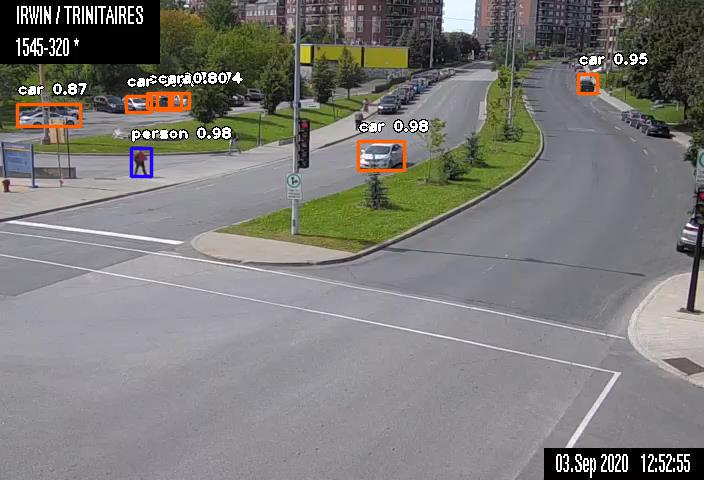 IRWIN / TRINITAIRES
1545-320 *
car 0.95
car 0.87
person 0.98
car 0.98
03.Sep 2020 12:52:55